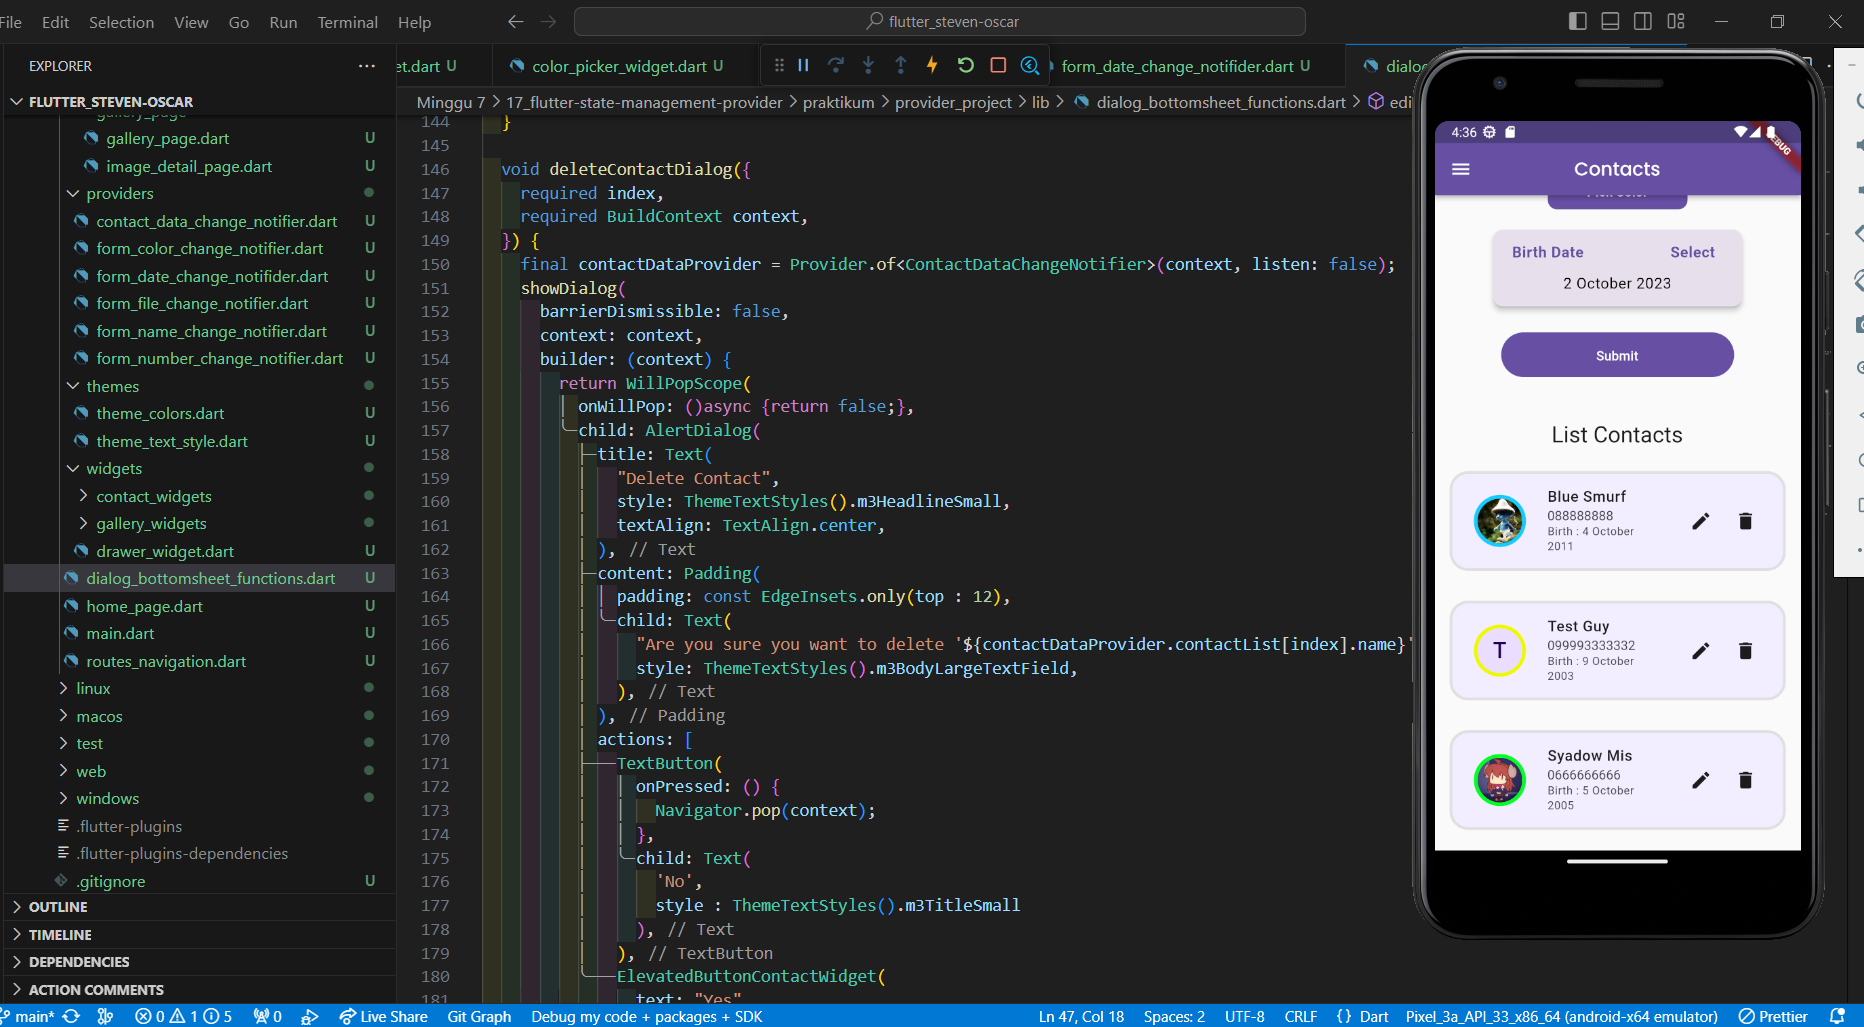 File Edit Selection View Go Run Terminal Help
flutter_steven-oscar
EXPLORER
FLUTTER_STEVEN-OSCAR
gallery_page
gallery_page.dart U
image_detail_page.dart U
providers
contact_data_change_notifier.dart U
form_color_change_notifier.dart U
form_date_change_notifider.dart U
form_file_change_notifier.dart U
form_name_change_notifier.dart U
form_number_change_notifier.dart U
themes
theme_colors.dart U
theme_text_style.dart U
widgets
contact_widgets
gallery_widgets
drawer_widget.dart U
dialog_bottomsheet_functions.dart U
home_page.dart U
main.dart U
routes_navigation.dart U
linux
macos
test
web
windows
.flutter-plugins
.flutter-plugins-dependencies
.gitignore U
OUTLINE
TIMELINE
DEPENDENCIES
ACTION COMMENTS
et.dart U
color_picker_widget.dart U
form_date_change_notifider.dart U
dialo
Minggu 7 > 17_flutter-state-management-provider > praktikum > provider_project > lib > dialog_bottomsheet_functions.dart > edi
144 }
145
146 void deleteContactDialog({
147 required index,
148 required BuildContext context,
149 }) {
150 final contactDataProvider = Provider.of<ContactDataChangeNotifier>(context, listen: false);
151 showDialog(
152 barrierDismissible: false,
153 context: context,
154 builder: (context) {
155 return WillPopScope(
156 onWillPop: ()async {return false;},
157 child: AlertDialog(
158 title: Text(
159 "Delete Contact",
160 style: ThemeTextStyles().m3HeadlineSmall,
161 textAlign: TextAlign.center,
162 ), // Text
163 content: Padding(
164 padding: const EdgeInsets.only(top : 12),
165 child: Text(
166 "Are you sure you want to delete '${contactDataProvider.contactList[index].name}'
167 style: ThemeTextStyles().m3BodyLargeTextField,
168 ), // Text
169 ), // Padding
170 actions: [
171 TextButton(
172 onPressed: () {
173 Navigator.pop(context);
174 },
175 child: Text(
176 'No',
177 style : ThemeTextStyles().m3TitleSmall
178 ), // Text
179 ), // TextButton
180 ElevatedButtonContactWidget(
181 text: "Yes"
4:36
DEBUG
Contacts
Pick Color
Birth Date Select
2 October 2023
Submit
List Contacts
Blue Smurf
088888888
Birth : 4 October
2011
T
Test Guy
099993333332
Birth : 9 October
2003
Syadow Mis
0666666666
Birth : 5 October
2005
main* 0 1 5 0 Live Share Git Graph Debug my code + packages + SDK Ln 47, Col 18 Spaces: 2 UTF-8 CRLF {} Dart Pixel_3a_API_33_x86_64 (android-x64 emulator) Prettier